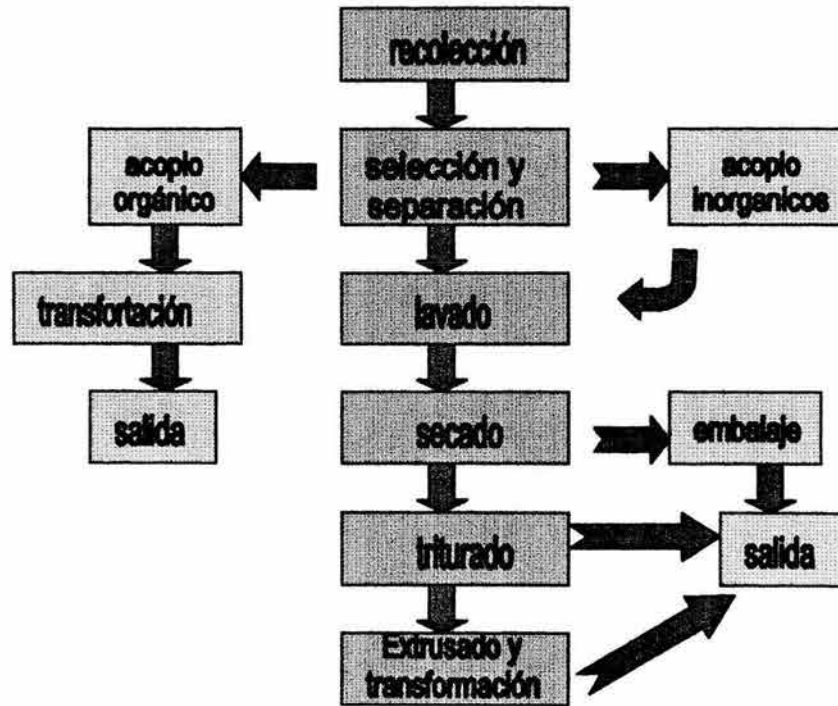 recolección
acopio
orgánico
selección y
separación
acopio
inorganicos
transfortación
lavado
salida
secado
embalaje
triturado
salida
Extrusado y
transformación